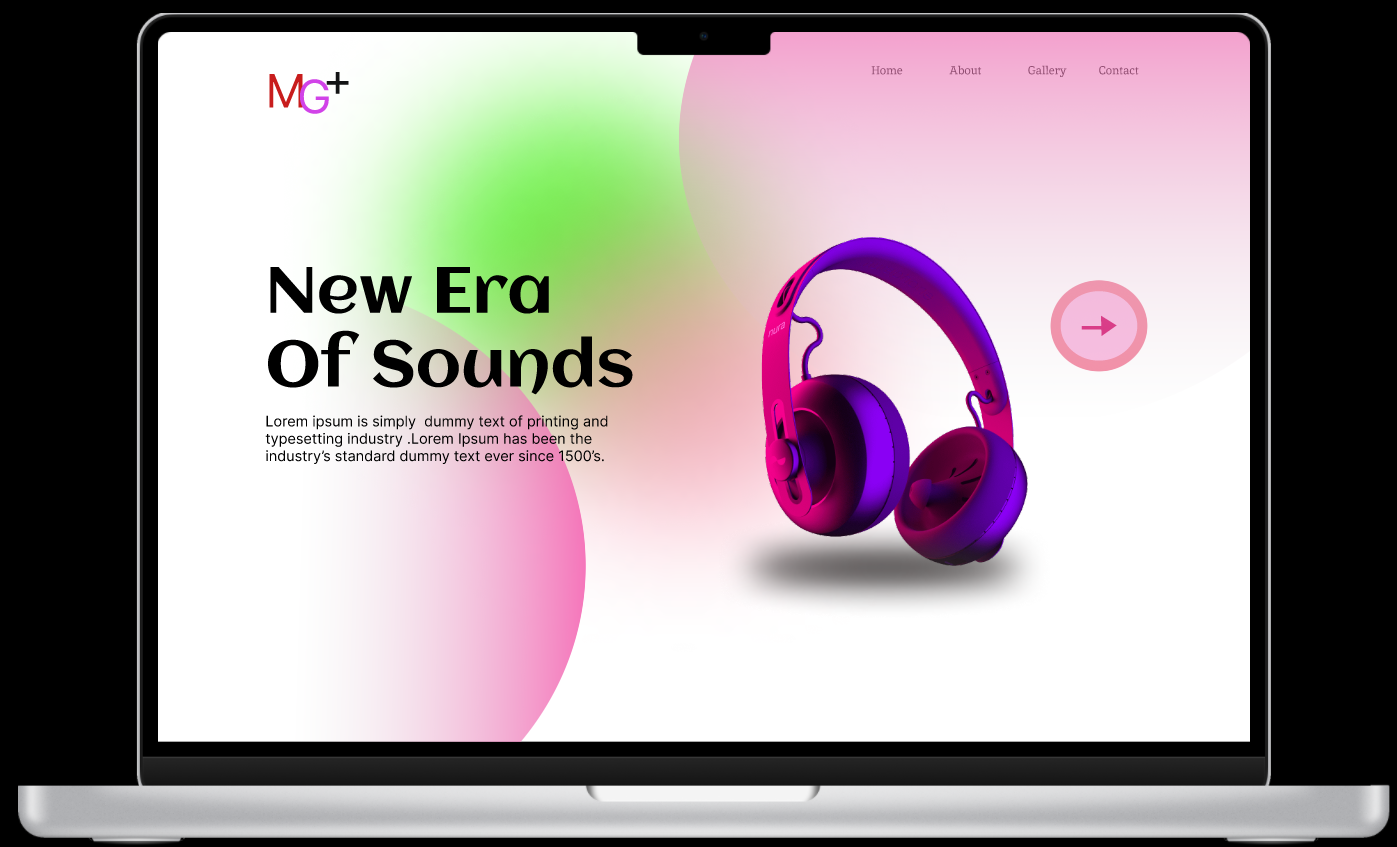 MG+
Home About Gallery Contact
New Era
Of Sounds
Lorem ipsum is simply  dummy text of printing and
typesetting industry .Lorem Ipsum has been the
industry’s standard dummy text ever since 1500’s.
nura